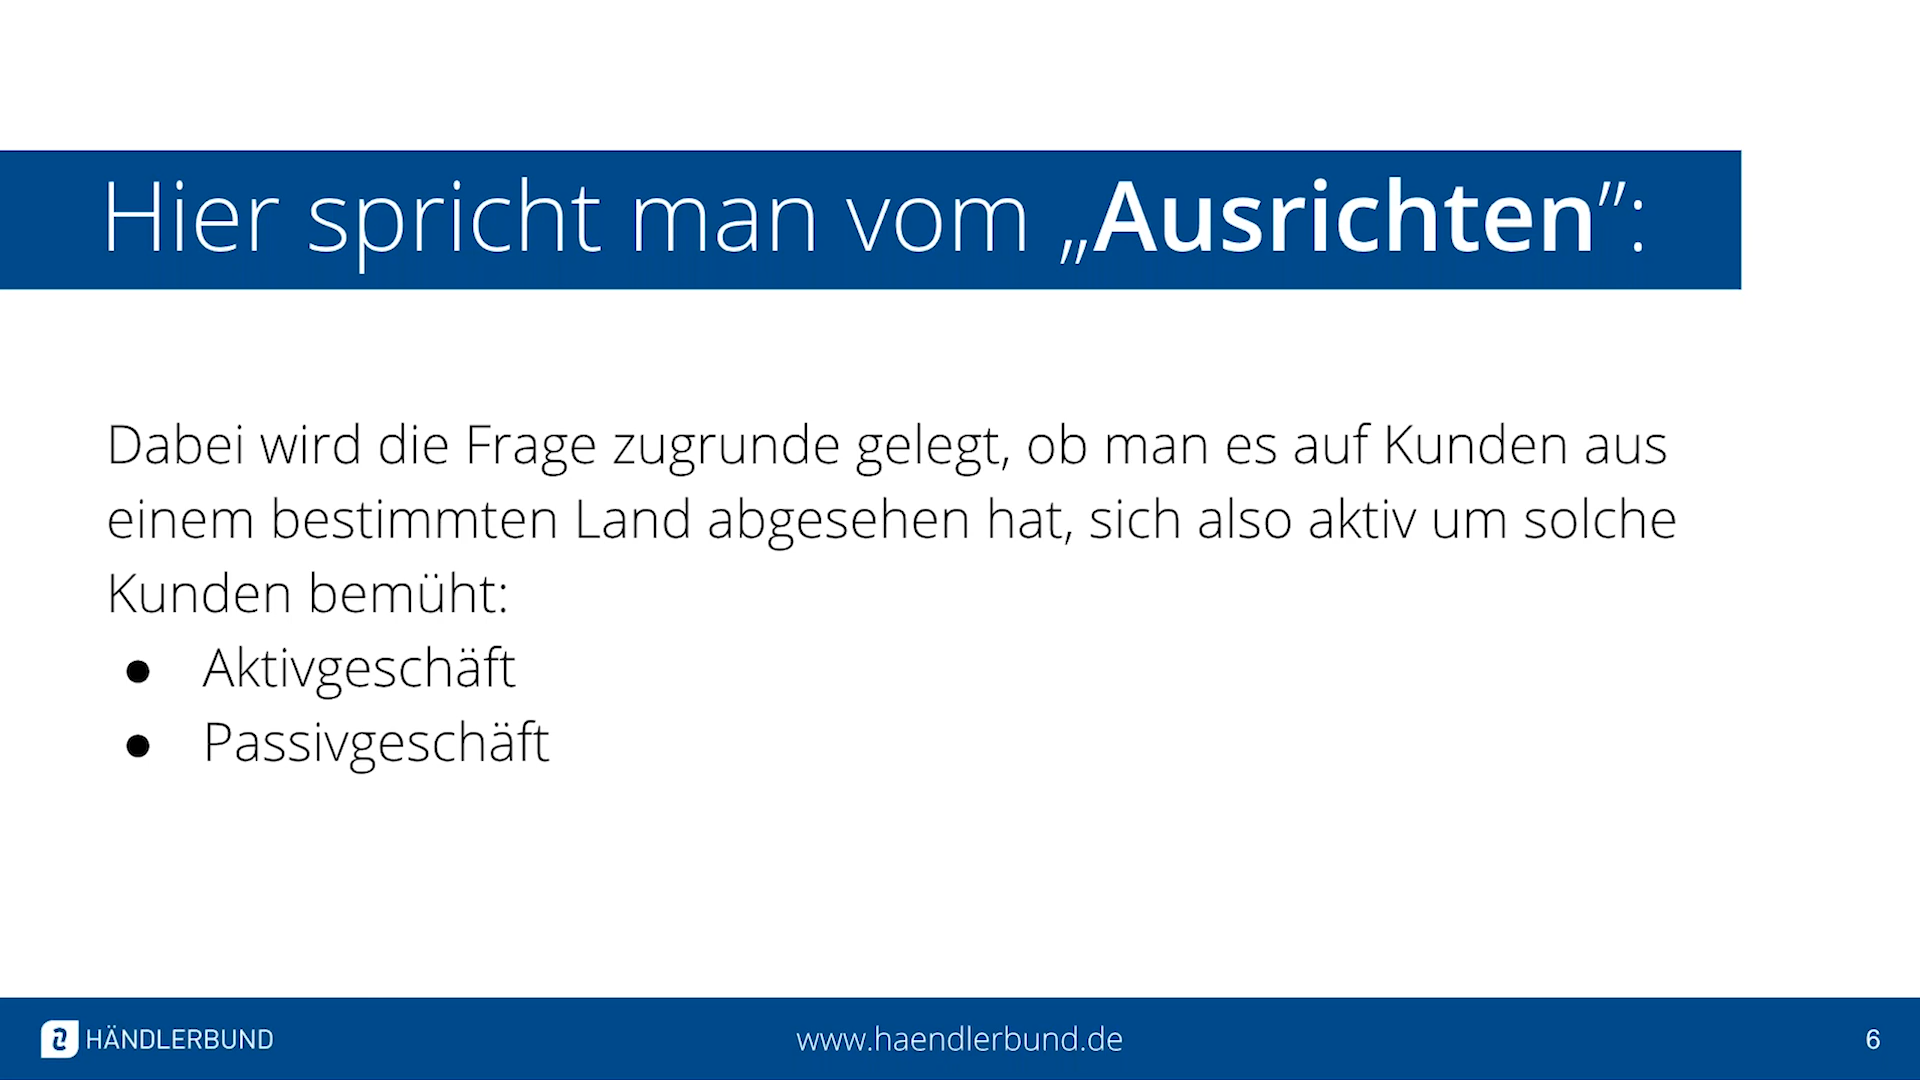 Hier spricht man vom „Ausrichten”:
Dabei wird die Frage zugrunde gelegt, ob man es auf Kunden aus
einem bestimmten Land abgesehen hat, sich also aktiv um solche
Kunden bemüht:
● Aktivgeschäft
● Passivgeschäft
HÄNDLERBUND
www.haendlerbund.de
6